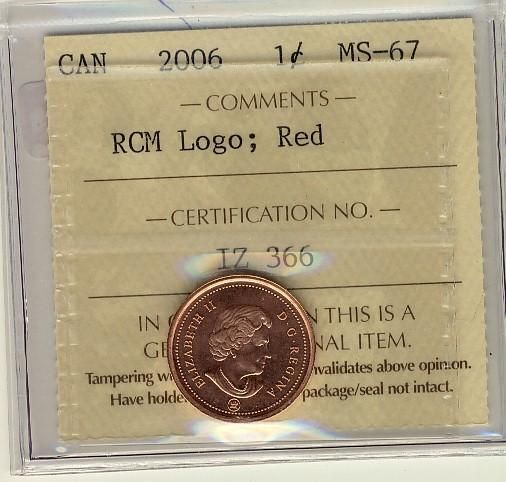 CAN 2006 1¢ MS-67
— COMMENTS —
RCM Logo; Red
— CERTIFICATION NO. —
IZ 366
IN THIS IS A
GE NAL ITEM.
Tampering w nvalidates above opinion.
Have holde package/seal not intact.
ELIZABETH II D·G·REGINA